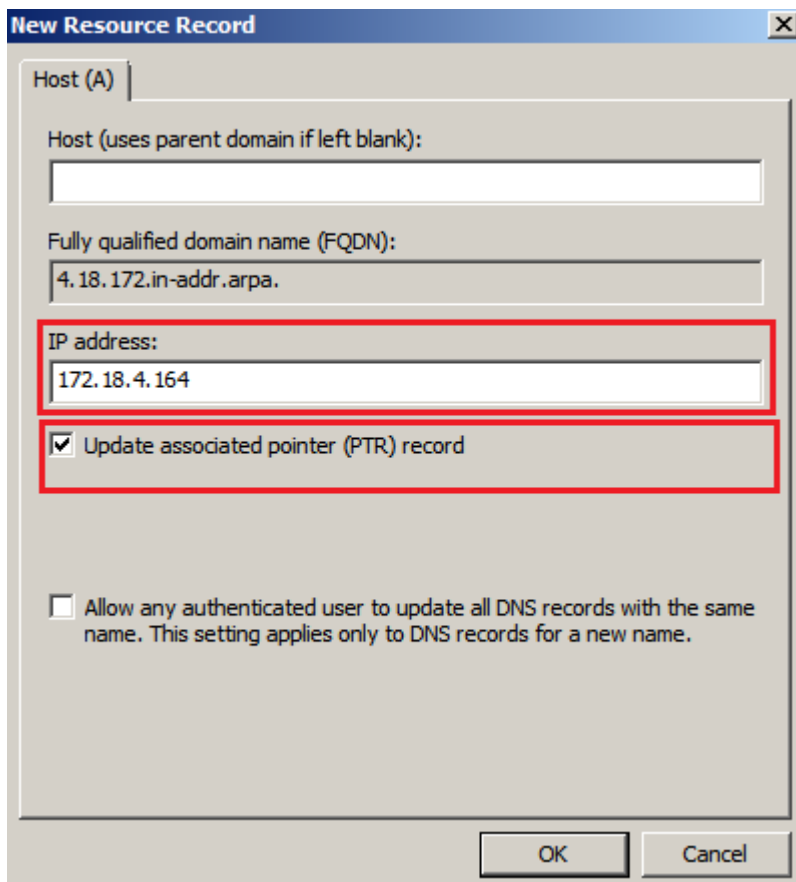 New Resource Record
Host (A)
Host (uses parent domain if left blank):
Fully qualified domain name (FQDN):
4.18.172.in-addr.arpa.
IP address:
172.18.4.164
Update associated pointer (PTR) record
Allow any authenticated user to update all DNS records with the same
name. This setting applies only to DNS records for a new name.
OK
Cancel